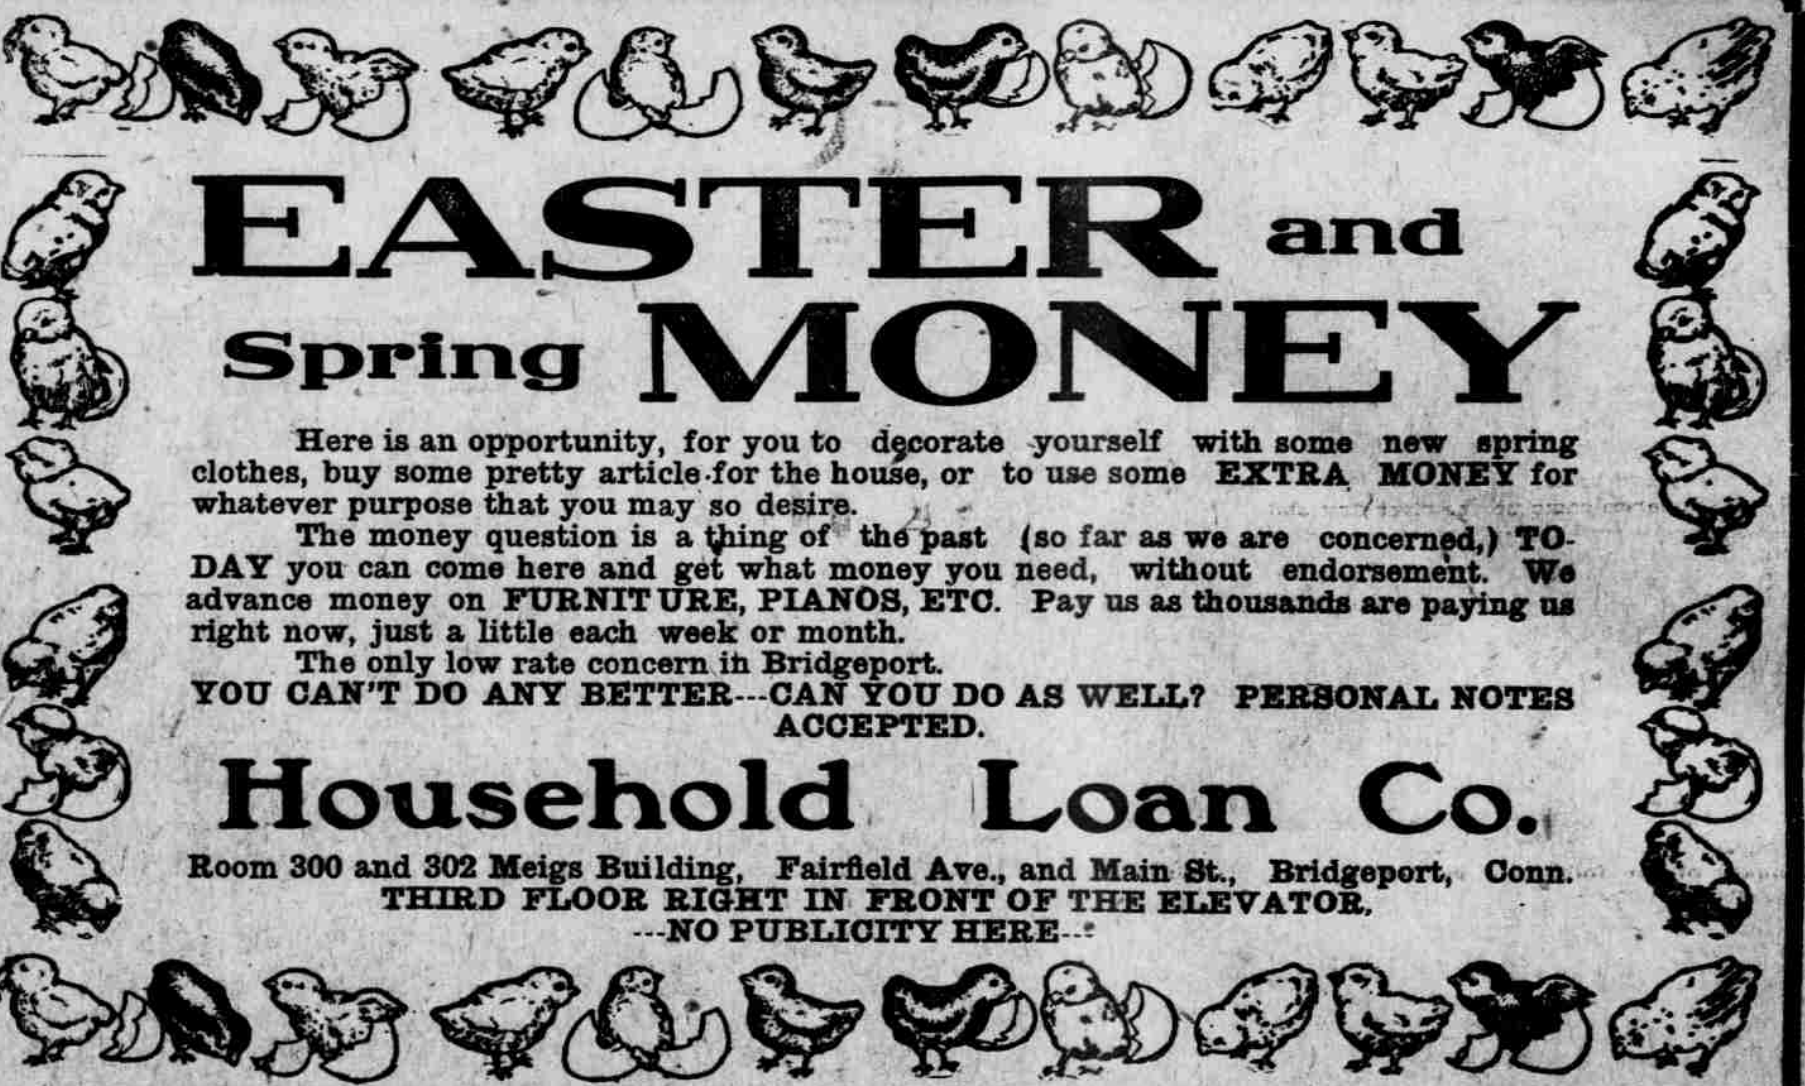 EASTER and
Spring MONEY
Here is an opportunity, for you to decorate yourself with some new spring
clothes, buy some pretty article for the house, or to use some EXTRA MONEY for
whatever purpose that you may so desire.
The money question is a thing of the past (so far as we are concerned,) TO-
DAY you can come here and get what money you need, without endorsement. We
advance money on FURNITURE, PIANOS, ETC. Pay us as thousands are paying us
right now, just a little each week or month.
The only low rate concern in Bridgeport.
YOU CAN'T DO ANY BETTER---CAN YOU DO AS WELL? PERSONAL NOTES
ACCEPTED.
Household Loan Co.
Room 300 and 302 Meigs Building, Fairfield Ave., and Main St., Bridgeport, Conn.
THIRD FLOOR RIGHT IN FRONT OF THE ELEVATOR.
---NO PUBLICITY HERE---